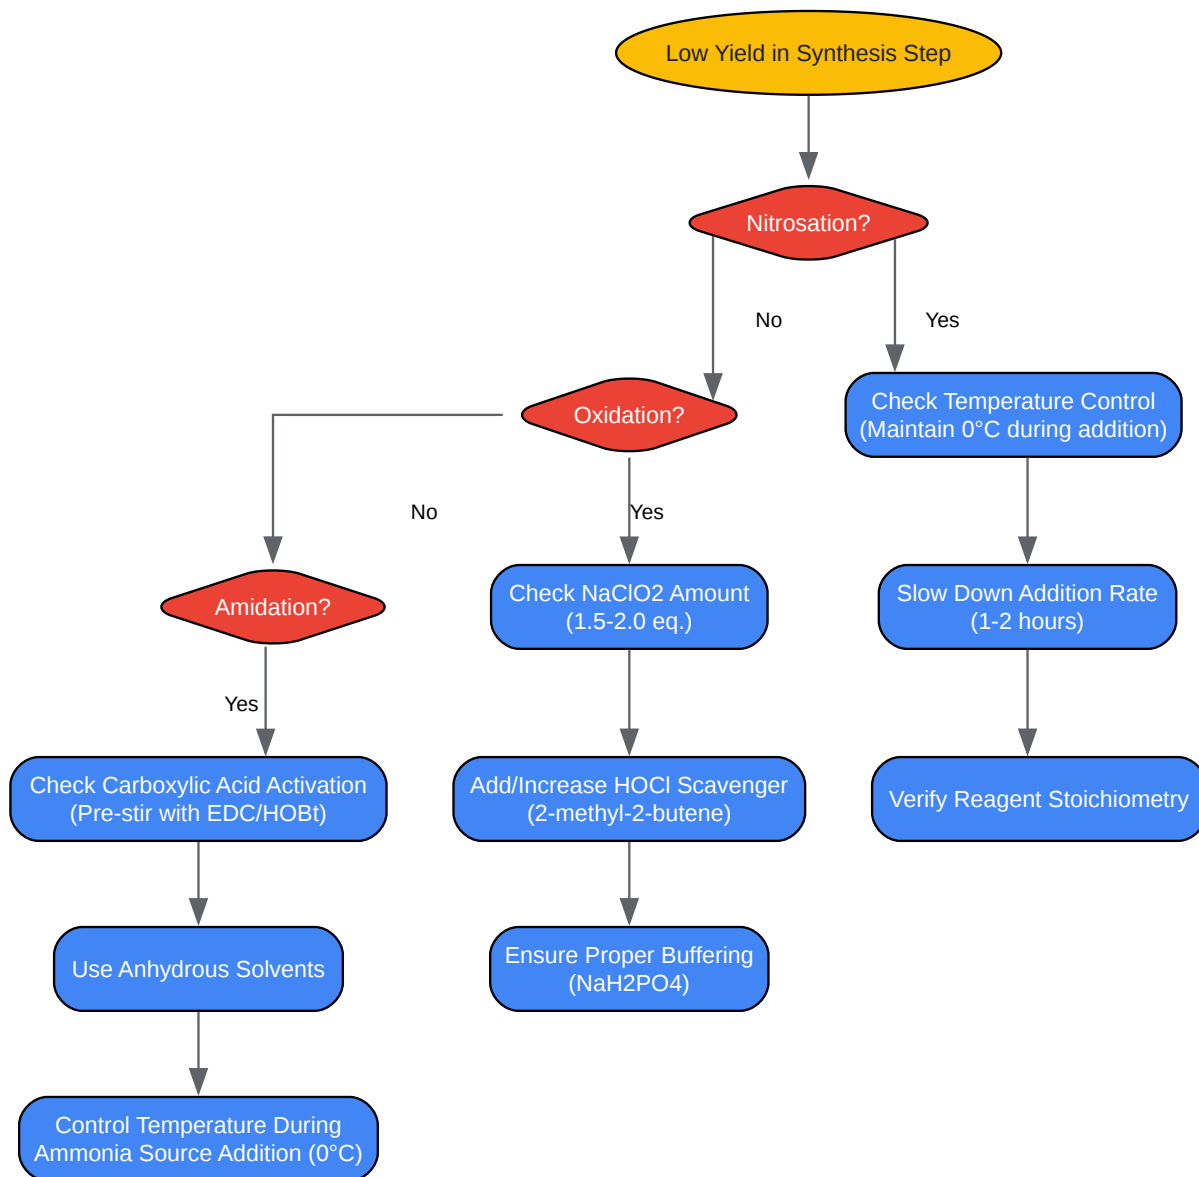 Low Yield in Synthesis Step
Nitrosation?
No
Yes
Oxidation?
Check Temperature Control
(Maintain 0°C during addition)
No
Yes
Amidation?
Check NaClO2 Amount
(1.5-2.0 eq.)
Slow Down Addition Rate
(1-2 hours)
Yes
Check Carboxylic Acid Activation
(Pre-stir with EDC/HOBt)
Add/Increase HOCl Scavenger
(2-methyl-2-butene)
Verify Reagent Stoichiometry
Use Anhydrous Solvents
Ensure Proper Buffering
(NaH2PO4)
Control Temperature During
Ammonia Source Addition (0°C)